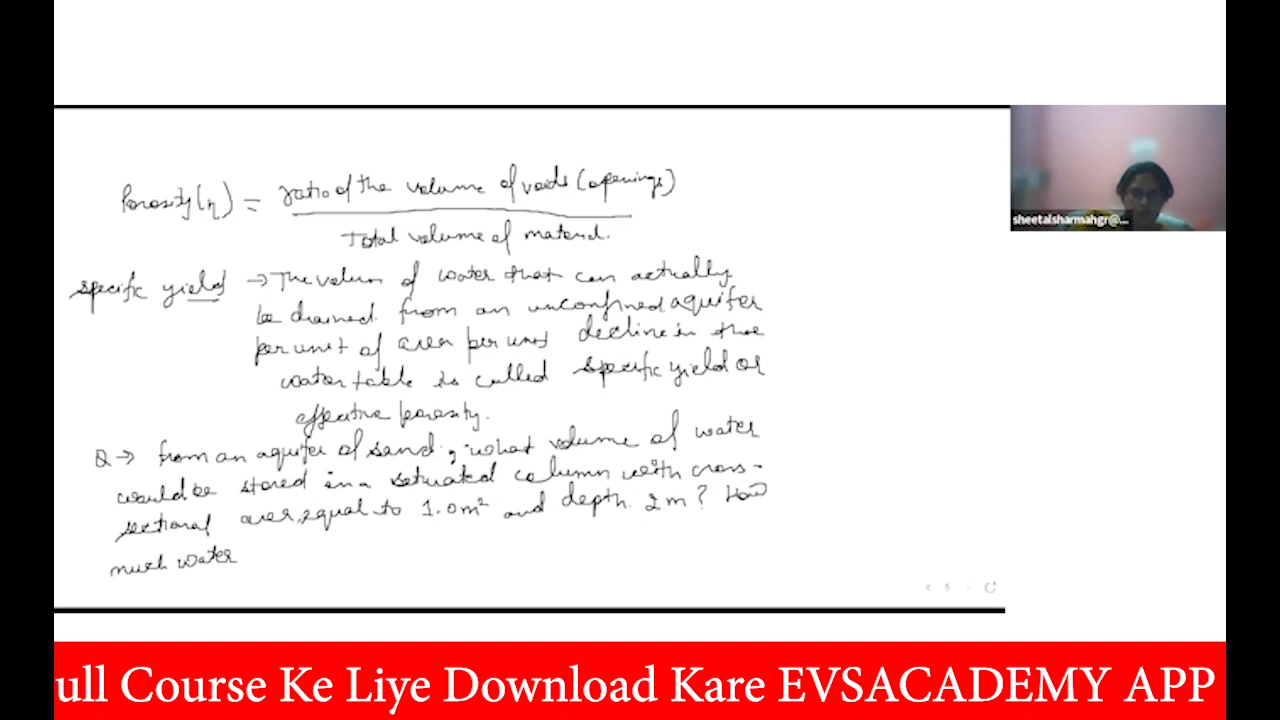 Porosity(η) = ratio of the volume of voids (openings)
Total volume of material.
specific yield → The volum of water that can actually
be drained from an unconfined aquifer
per unit of area per unit decline in the
water table is called specific yield or
effective porosity.
Q → from an aquifer of sand, what volume of water
would be stored in a saturated column with cross-
sectional area equal to 1.0m² and depth 2m? How
much water
sheetalsharmahgr@...
5
ull Course Ke Liye Download Kare EVSACADEMY APP